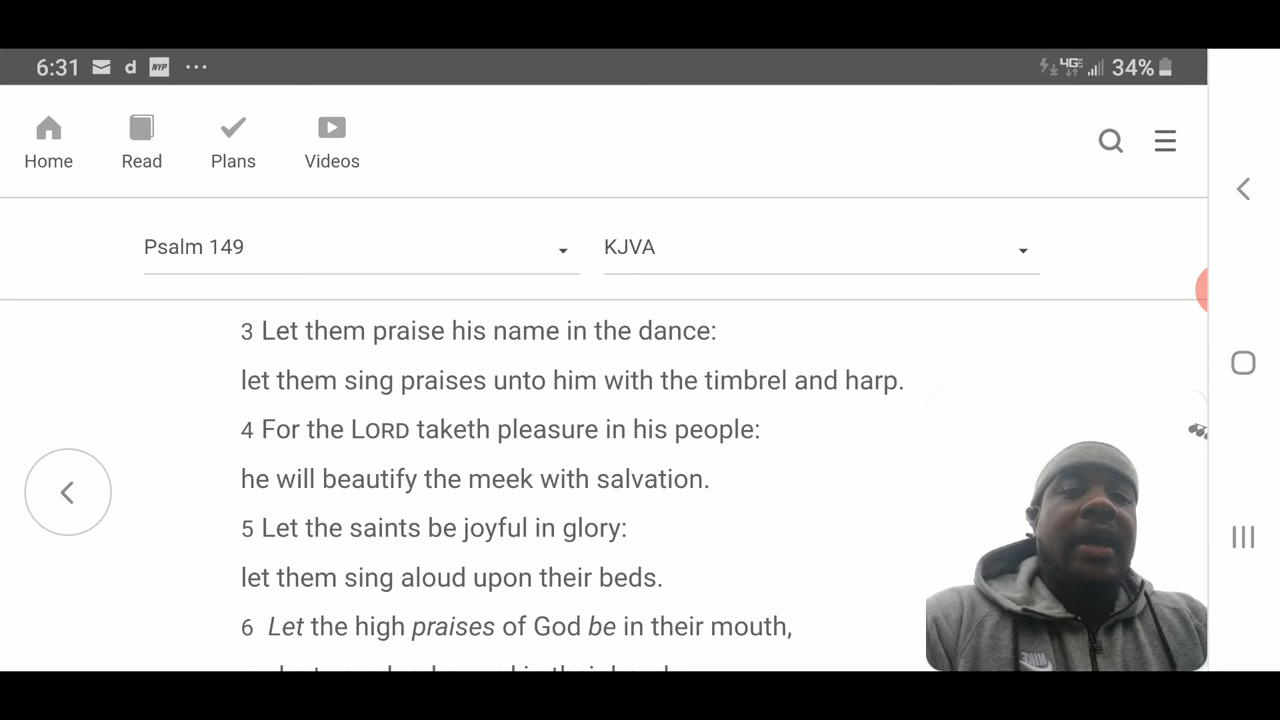 6:31 d NYP ... 4GE 34%
Home Read Plans Videos
Psalm 149 KJVA
3 Let them praise his name in the dance:
let them sing praises unto him with the timbrel and harp.
4 For the LORD taketh pleasure in his people:
he will beautify the meek with salvation.
5 Let the saints be joyful in glory:
let them sing aloud upon their beds.
6 Let the high praises of God be in their mouth,
NIKE